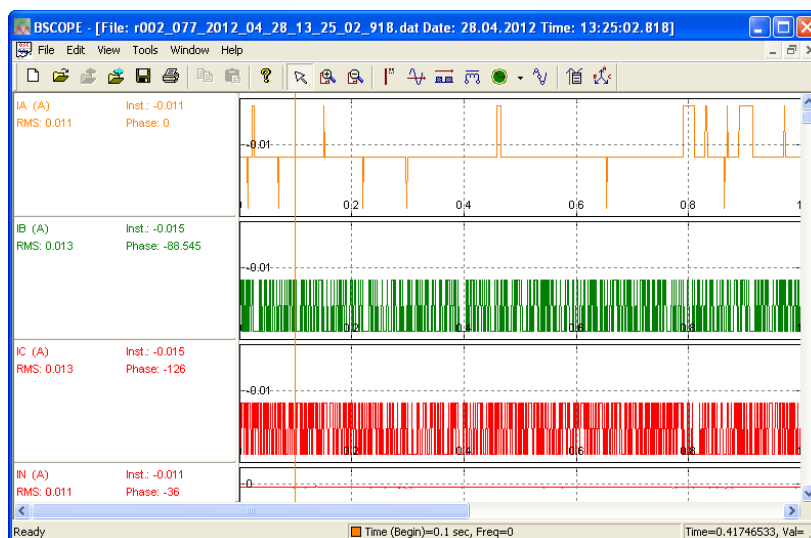 BSCOPE - [File: r002_077_2012_04_28_13_25_02_918.dat Date: 28.04.2012 Time: 13:25:02.818]
File Edit View Tools Window Help
IA (A) Inst.: -0.011
RMS: 0.011 Phase: 0
-0.01
0.2 0.4 0.6 0.8 1
IB (A) Inst.: -0.015
RMS: 0.013 Phase: -88.545
-0.01
0.2 0.4 0.6 0.8 1
IC (A) Inst.: -0.015
RMS: 0.013 Phase: -126
-0.01
0.2 0.4 0.6 0.8 1
IN (A) Inst.: -0.011
RMS: 0.011 Phase: -36
0
Ready Time (Begin)=0.1 sec, Freq=0 Time=0.41746533, Val=